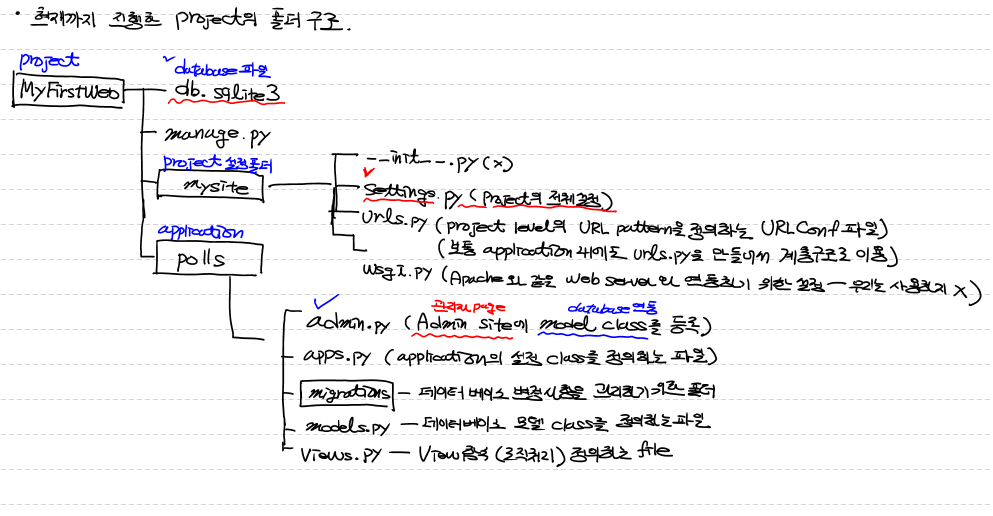 • 현재까지 진행한 project의 폴더 구조.
project
MyFirstWeb
database 파일
db.sqlite3
manage.py
project 설정폴더
mysite
__init__.py (x)
settings.py (project의 전체설정)
urls.py (project level의 URL pattern을 정의하는 URLConf 파일)
(보통 application 내에도 urls.py를 만들어서 계층구조로 이용)
wsgi.py (Apache와 같은 web server와 연동하기 위한 설정 — 우리는 사용하지 x)
application
polls
관리자 page
database 연동
admin.py (Admin site에 model class를 등록)
apps.py (application의 설정 class를 정의하는 파일)
migrations — 데이터베이스 변경사항을 관리하기 위한 폴더
models.py — 데이터베이스 모델 class를 정의하는 파일
views.py — View 함수 (로직처리) 정의하는 file